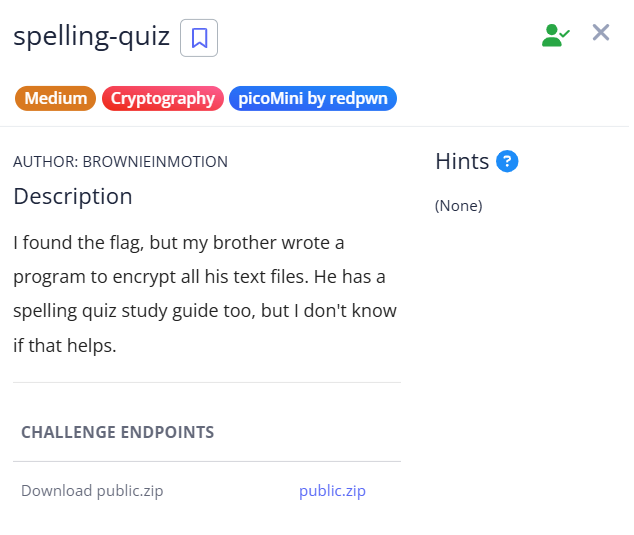 spelling-quiz
Medium Cryptography picoMini by redpwn
AUTHOR: BROWNIEINMOTION
Description
I found the flag, but my brother wrote a
program to encrypt all his text files. He has a
spelling quiz study guide too, but I don't know
if that helps.
Hints ?
(None)
CHALLENGE ENDPOINTS
Download public.zip public.zip